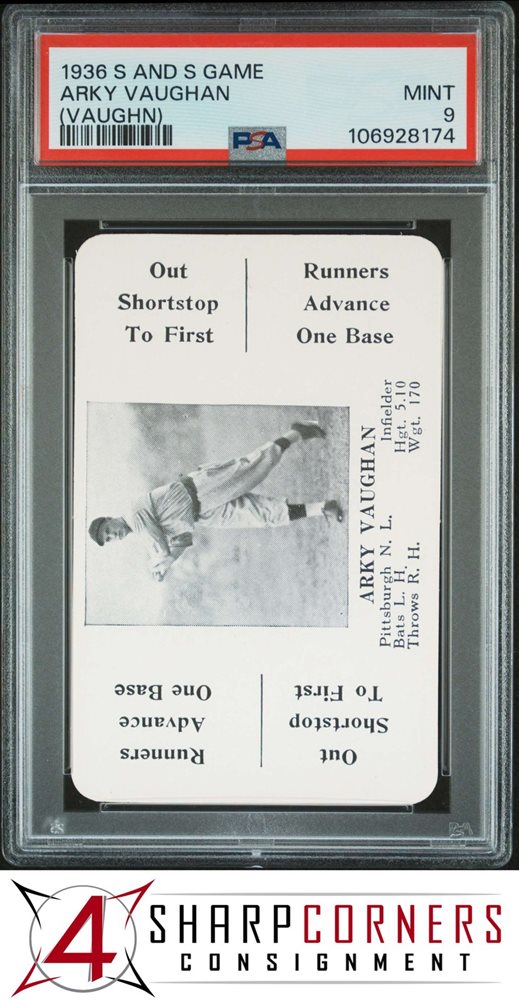 1936 S AND S GAME
ARKY VAUGHAN MINT
(VAUGHN) 9
PSA 106928174
Out Runners
Shortstop Advance
To First One Base
ARKY VAUGHAN
Pittsburgh N. L. Infielder
Bats L. H. Hgt. 5.10
Throws R. H. Wgt. 170
Out Runners
Shortstop Advance
To First One Base
4 SHARPCORNERS
CONSIGNMENT